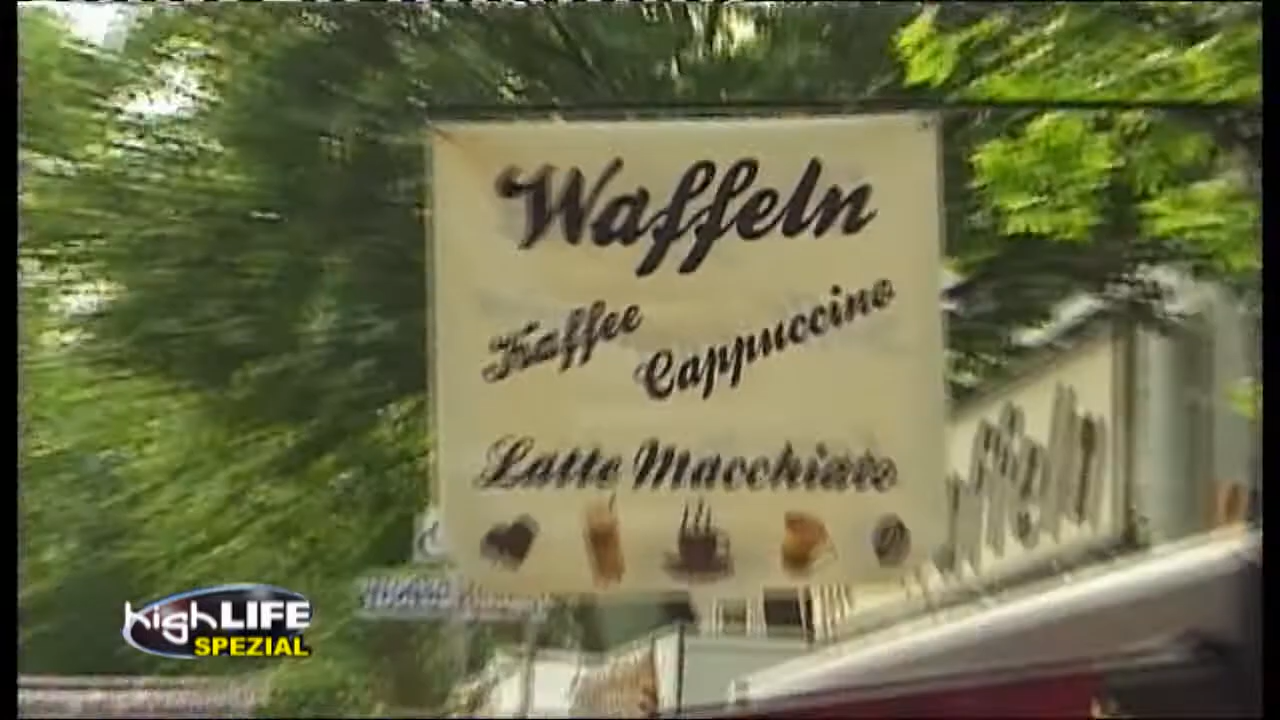 Waffeln
Kaffee
Cappuccino
Latte Macchiato
highLIFE
SPEZIAL